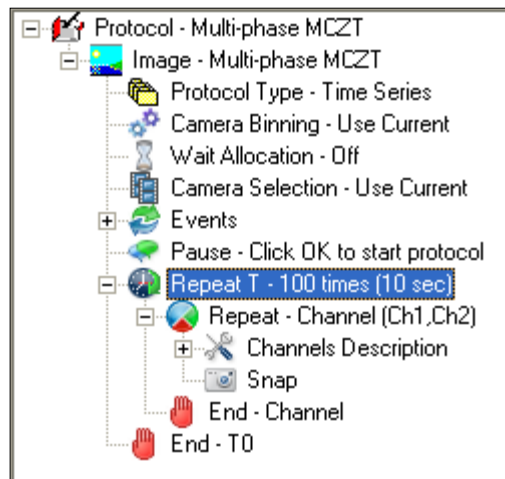 Protocol - Multi-phase MCZT
Image - Multi-phase MCZT
Protocol Type - Time Series
Camera Binning - Use Current
Wait Allocation - Off
Camera Selection - Use Current
Events
Pause - Click OK to start protocol
Repeat T - 100 times (10 sec)
Repeat - Channel (Ch1,Ch2)
Channels Description
Snap
End - Channel
End - T0